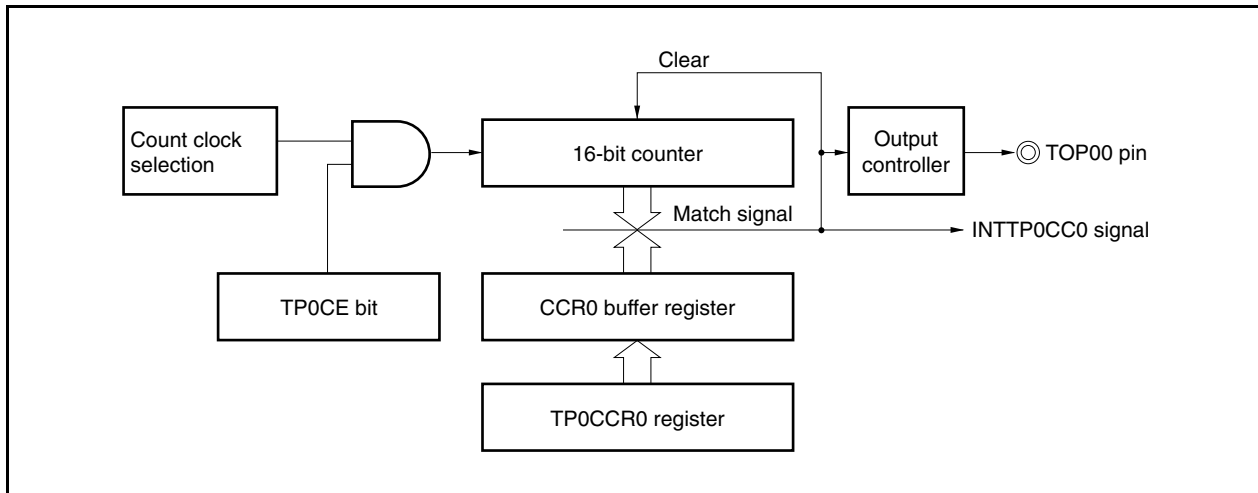 Clear
Count clock
selection
16-bit counter
Output
controller
TOP00 pin
Match signal
INTTP0CC0 signal
TP0CE bit
CCR0 buffer register
TP0CCR0 register